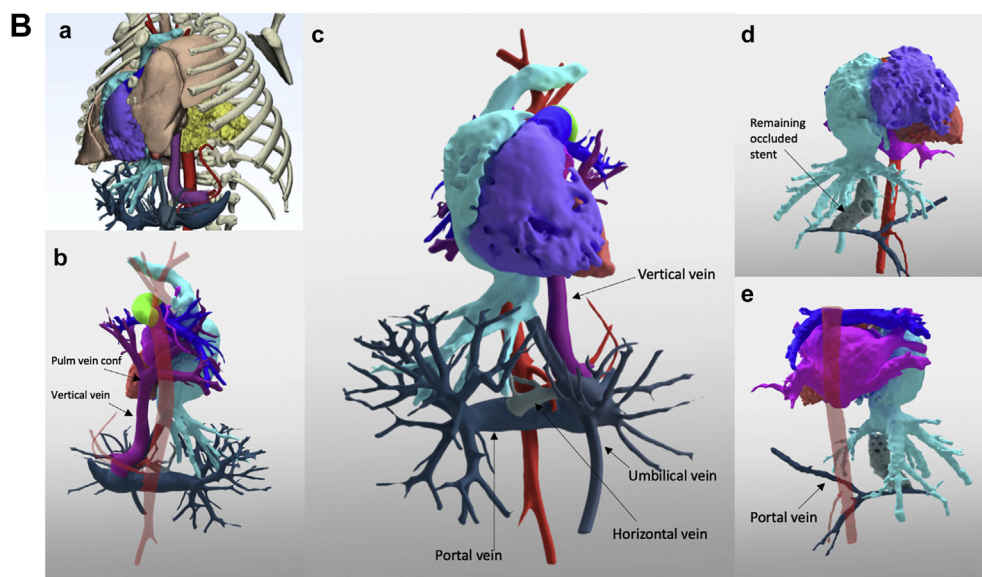 B
a
b
Pulm vein conf
Vertical vein
c
Vertical vein
Umbilical vein
Horizontal vein
Portal vein
d
Remaining
occluded
stent
e
Portal vein